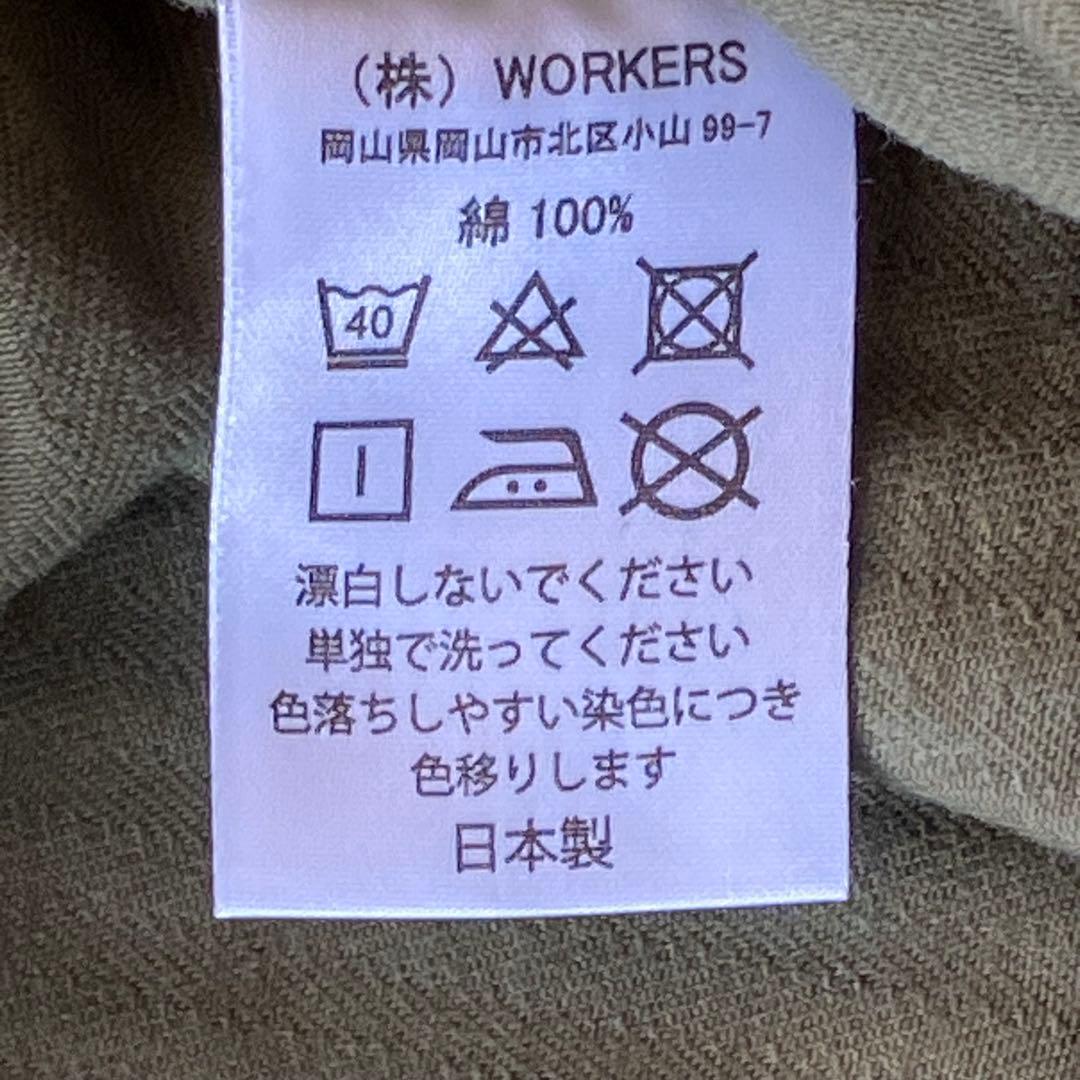 （株） WORKERS
岡山県岡山市北区小山 99-7
綿 100%
40
漂白しないでください
単独で洗ってください
色落ちしやすい染色につき
色移りします
日本製